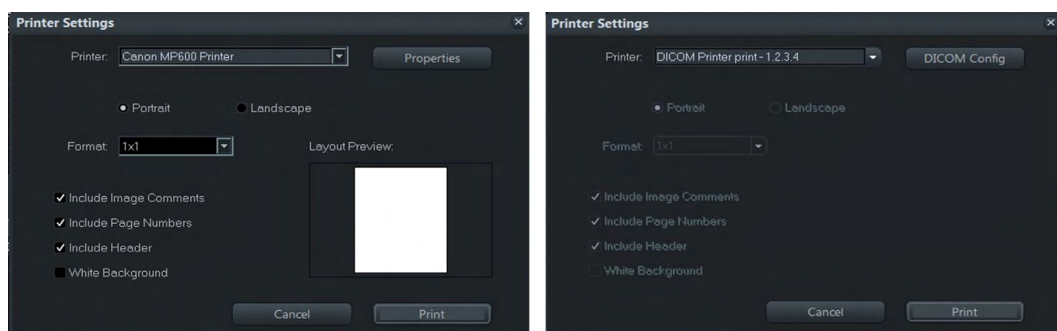 Printer Settings
Printer: Canon MP600 Printer Properties
Portrait Landscape
Format: 1x1 Layout Preview:
Include Image Comments
Include Page Numbers
Include Header
White Background
Cancel Print
Printer Settings
Printer: DICOM Printer print - 1.2.3.4 DICOM Config
Portrait Landscape
Format: 1x1
Include Image Comments
Include Page Numbers
Include Header
White Background
Cancel Print